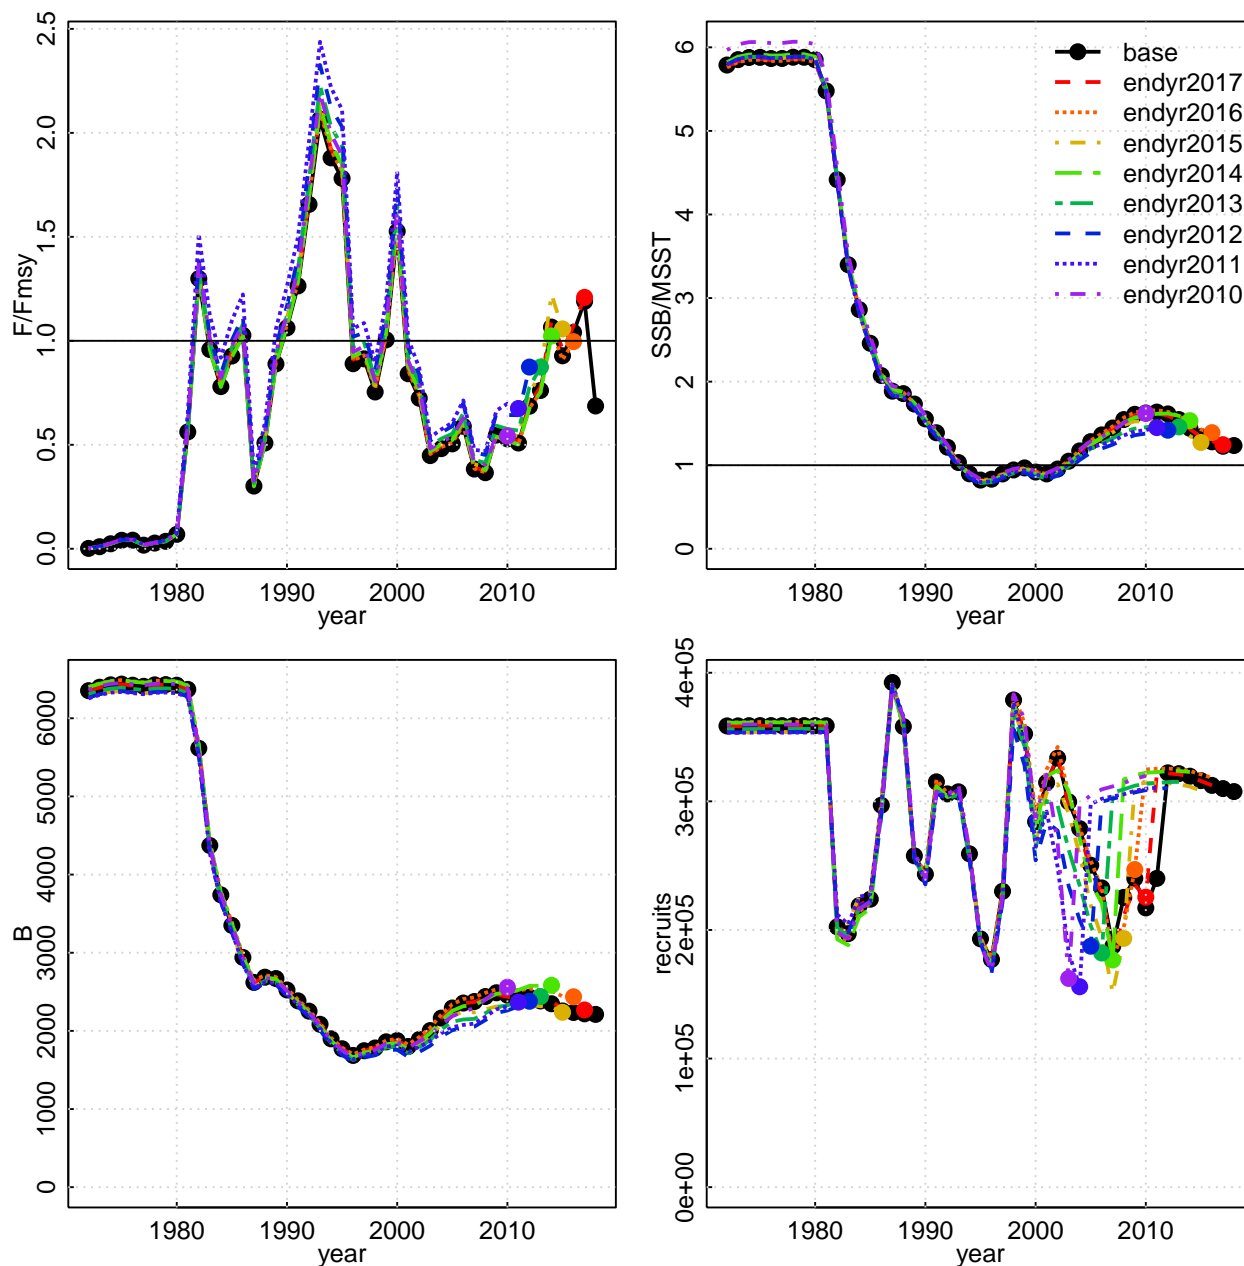 2.5
2.0
1.5
1.0
0.5
0.0
F/Fmsy
1980 1990 2000 2010
year
6
5
4
3
2
1
0
SSB/MSST
base
endyr2017
endyr2016
endyr2015
endyr2014
endyr2013
endyr2012
endyr2011
endyr2010
1980 1990 2000 2010
year
6000
5000
4000
3000
2000
1000
0
B
1980 1990 2000 2010
year
4e+05
3e+05
2e+05
1e+05
0e+00
recruits
1980 1990 2000 2010
year